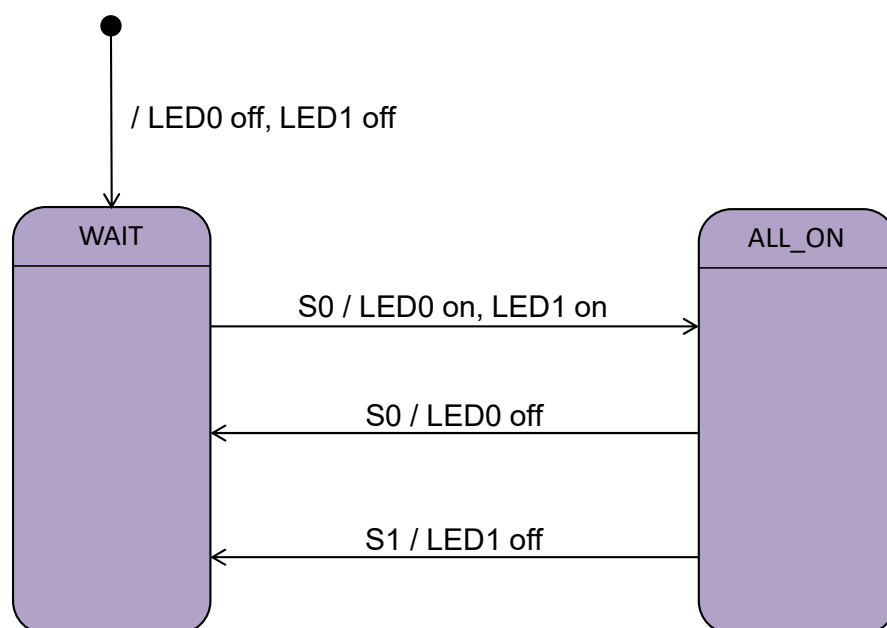 / LED0 off, LED1 off
WAIT
ALL_ON
S0 / LED0 on, LED1 on
S0 / LED0 off
S1 / LED1 off